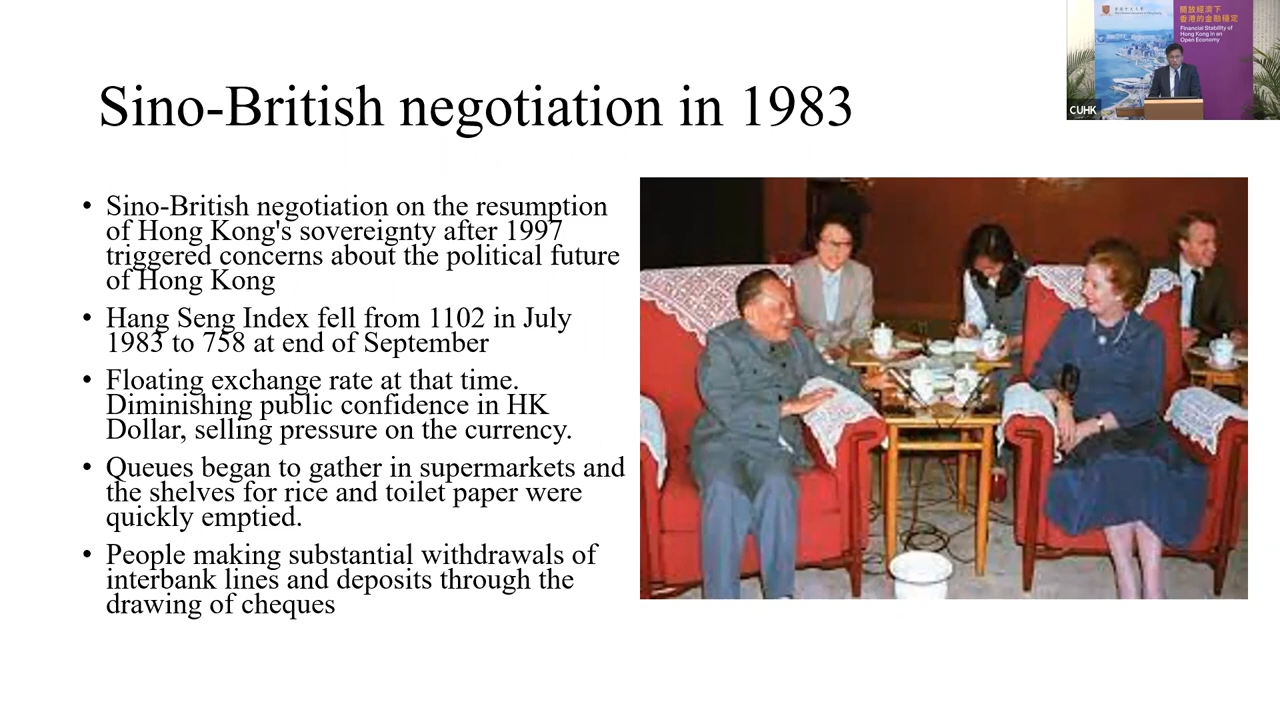 Sino-British negotiation in 1983
• Sino-British negotiation on the resumption
of Hong Kong's sovereignty after 1997
triggered concerns about the political future
of Hong Kong
• Hang Seng Index fell from 1102 in July
1983 to 758 at end of September
• Floating exchange rate at that time.
Diminishing public confidence in HK
Dollar, selling pressure on the currency.
• Queues began to gather in supermarkets and
the shelves for rice and toilet paper were
quickly emptied.
• People making substantial withdrawals of
interbank lines and deposits through the
drawing of cheques
開放經濟下
香港的金融穩定
Financial Stability of
Hong Kong in an
Open Economy
CUHK